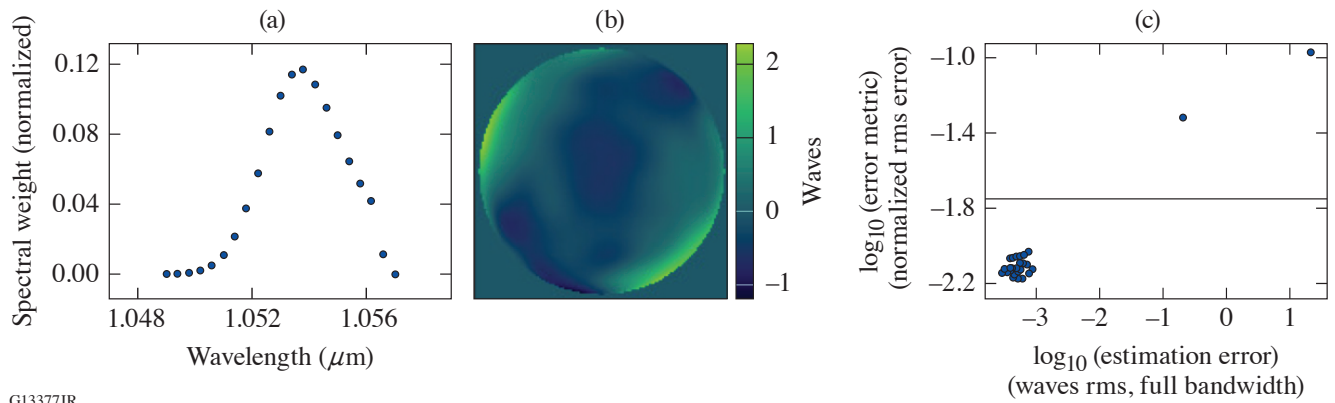 (a)
Spectral weight (normalized)
0.12
0.08
0.04
0.00
1.048
1.052
1.056
Wavelength (μm)
(b)
2
1
0
–1
Waves
(c)
log10 (error metric)
(normalized rms error)
–1.0
–1.4
–1.8
–2.2
–3
–2
–1
0
1
log10 (estimation error)
(waves rms, full bandwidth)
G13377JR